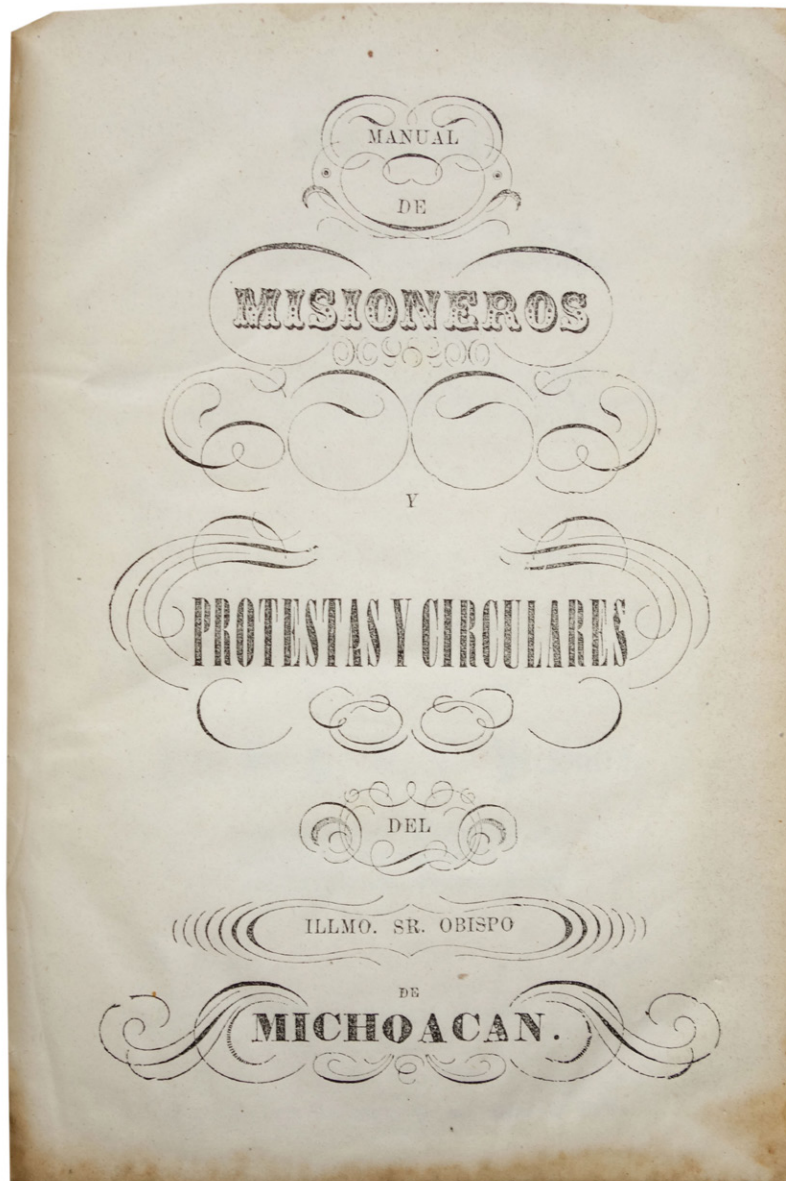 MANUAL
DE
MISIONEROS
Y
PROTESTAS Y CIRCULARES
DEL
ILLMO. SR. OBISPO
DE
MICHOACAN.